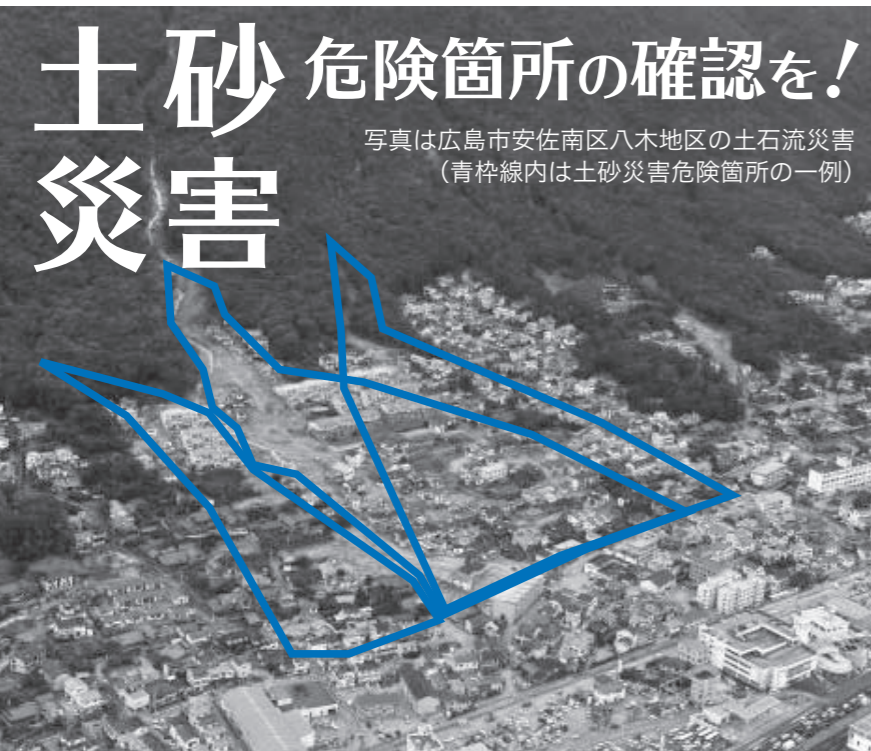 土砂
災害
危険箇所の確認を!
写真は広島市安佐南区八木地区の土石流災害
（青枠線内は土砂災害危険箇所の一例）